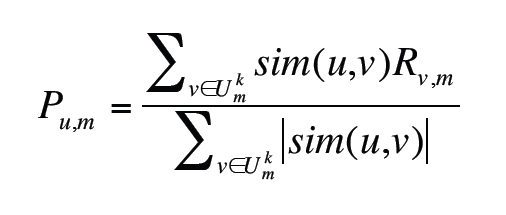 P_{u,m} = \frac{\sum_{v \in U_m^k} sim(u,v)R_{v,m}}{\sum_{v \in U_m^k} |sim(u,v)|}